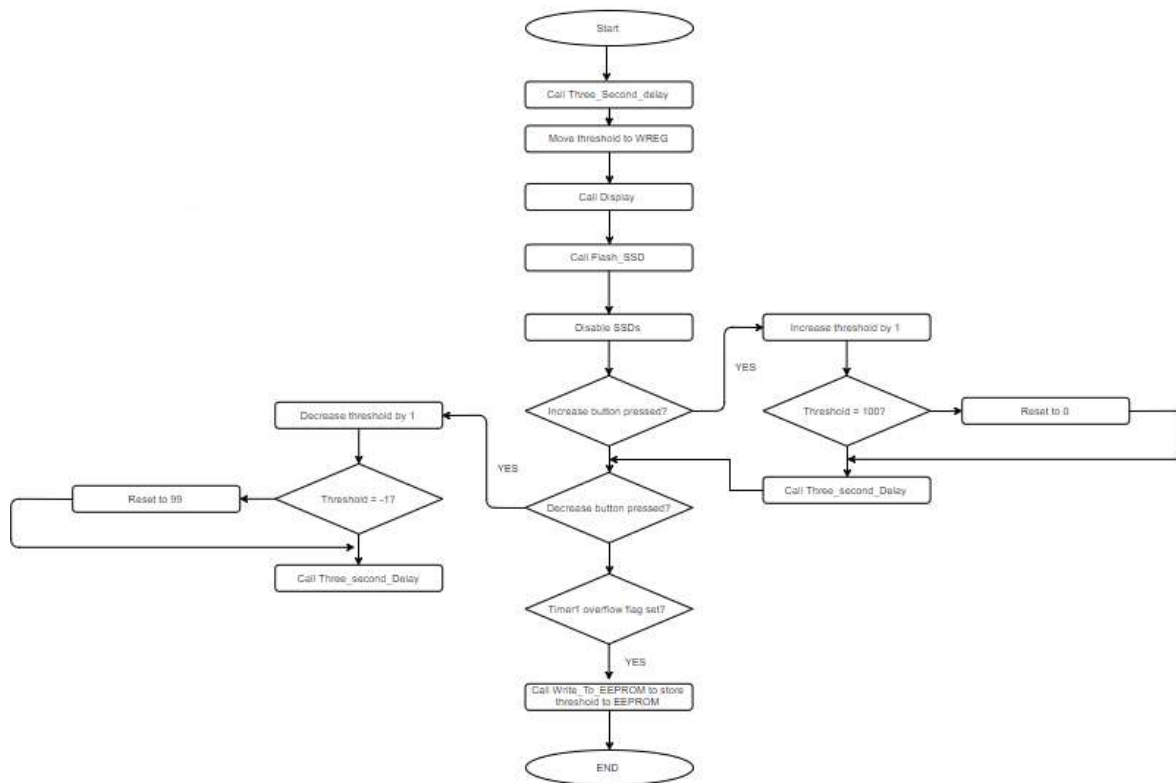 Start
Call Three_Second_delay
Move threshold to WREG
Call Display
Call Flash_SSD
Disable SSDs
Increase threshold by 1
YES
Increase button pressed?
Threshold = 100?
Reset to 0
Decrease threshold by 1
YES
Call Three_second_Delay
Threshold = -1?
Reset to 99
Decrease button pressed?
Call Three_second_Delay
Timer1 overflow flag set?
YES
Call Write_To_EEPROM to store
threshold to EEPROM
END